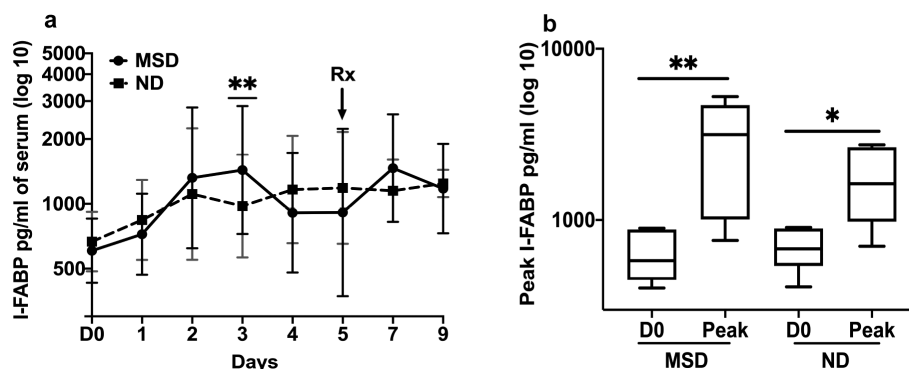 a
I-FABP pg/ml of serum (log 10)
5000
4000
3000
2000
1000
500
MSD
ND
**
Rx
D0 1 2 3 4 5 7 9
Days
b
Peak I-FABP pg/ml (log 10)
10000
1000
**
*
D0 Peak D0 Peak
MSD ND